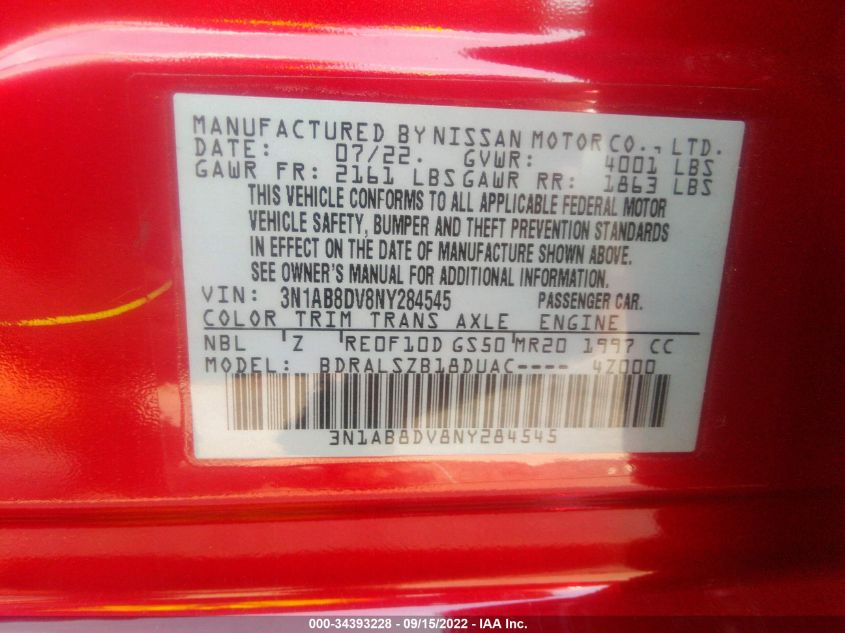 MANUFACTURED BY NISSAN MOTOR CO., LTD.
DATE: 07/22. GVWR: 4001 LBS
GAWR FR: 2161 LBS GAWR RR: 1863 LBS
THIS VEHICLE CONFORMS TO ALL APPLICABLE FEDERAL MOTOR
VEHICLE SAFETY, BUMPER AND THEFT PREVENTION STANDARDS
IN EFFECT ON THE DATE OF MANUFACTURE SHOWN ABOVE.
SEE OWNER'S MANUAL FOR ADDITIONAL INFORMATION.
VIN: 3N1AB8DV8NY284545 PASSENGER CAR.
COLOR TRIM TRANS AXLE ENGINE
NBL Z RE0F10D GS50 MR20 1997 CC
MODEL: BDRALSZB18DUAC---- 4Z000
3N1AB8DV8NY284545
000-34393228 - 09/15/2022 - IAA Inc.